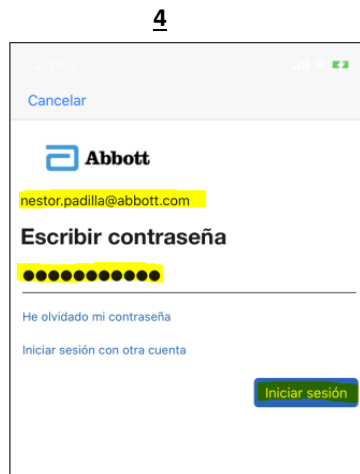 4
Cancelar
Abbott
nestor.padilla@abbott.com
Escribir contraseña
●●●●●●●●●●●
He olvidado mi contraseña
Iniciar sesión con otra cuenta
Iniciar sesión